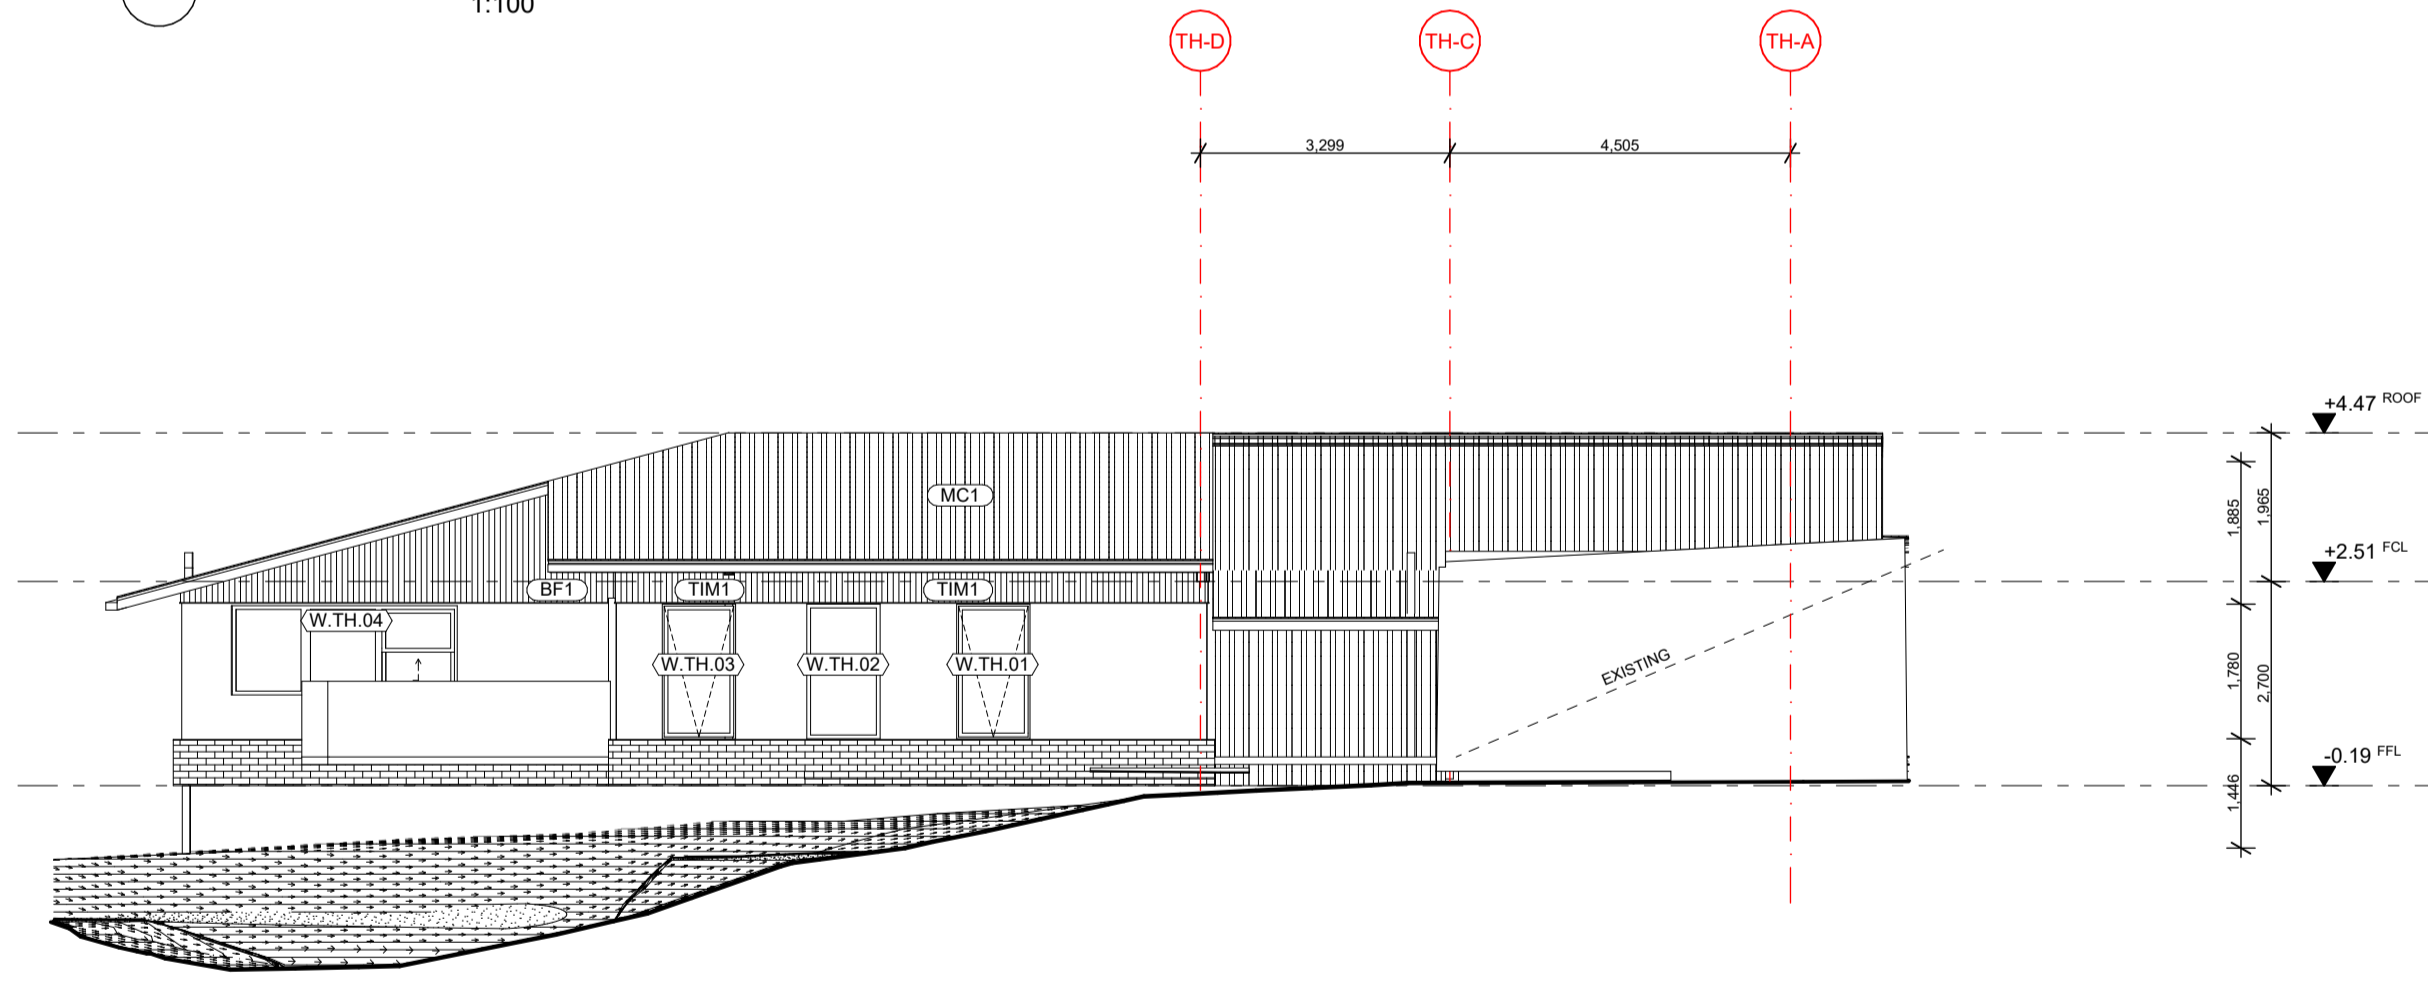 1:100
TH-D
TH-C
TH-A
3,299
4,505
+4.47 ROOF
MC1
1,885
1,965
+2.51 FCL
BF1
TIM1
TIM1
W.TH.04
W.TH.03
W.TH.02
W.TH.01
EXISTING
1,780
2,700
-0.19 FFL
1,446